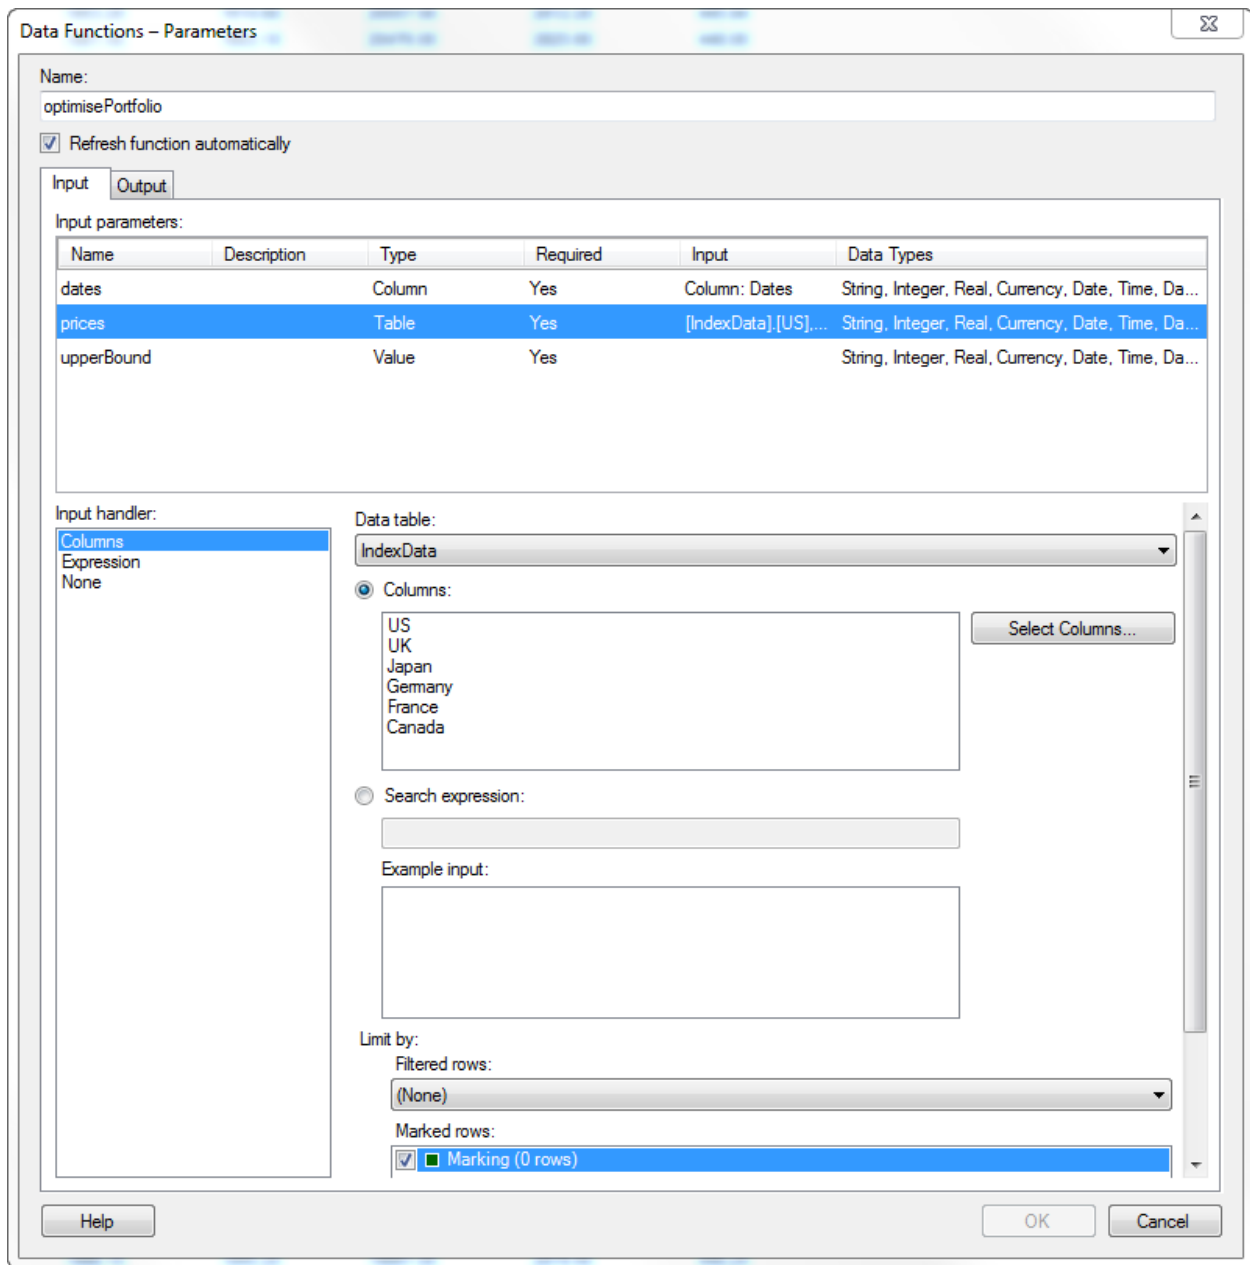 Data Functions – Parameters
Name:
optimisePortfolio
Refresh function automatically
Input Output
Input parameters:
Name Description Type Required Input Data Types
dates Column Yes Column: Dates String, Integer, Real, Currency, Date, Time, Da...
prices Table Yes [IndexData].[US],... String, Integer, Real, Currency, Date, Time, Da...
upperBound Value Yes String, Integer, Real, Currency, Date, Time, Da...
Input handler:
Columns
Expression
None
Data table:
IndexData
Columns:
US
UK
Japan
Germany
France
Canada
Select Columns...
Search expression:
Example input:
Limit by:
Filtered rows:
(None)
Marked rows:
Marking (0 rows)
Help OK Cancel